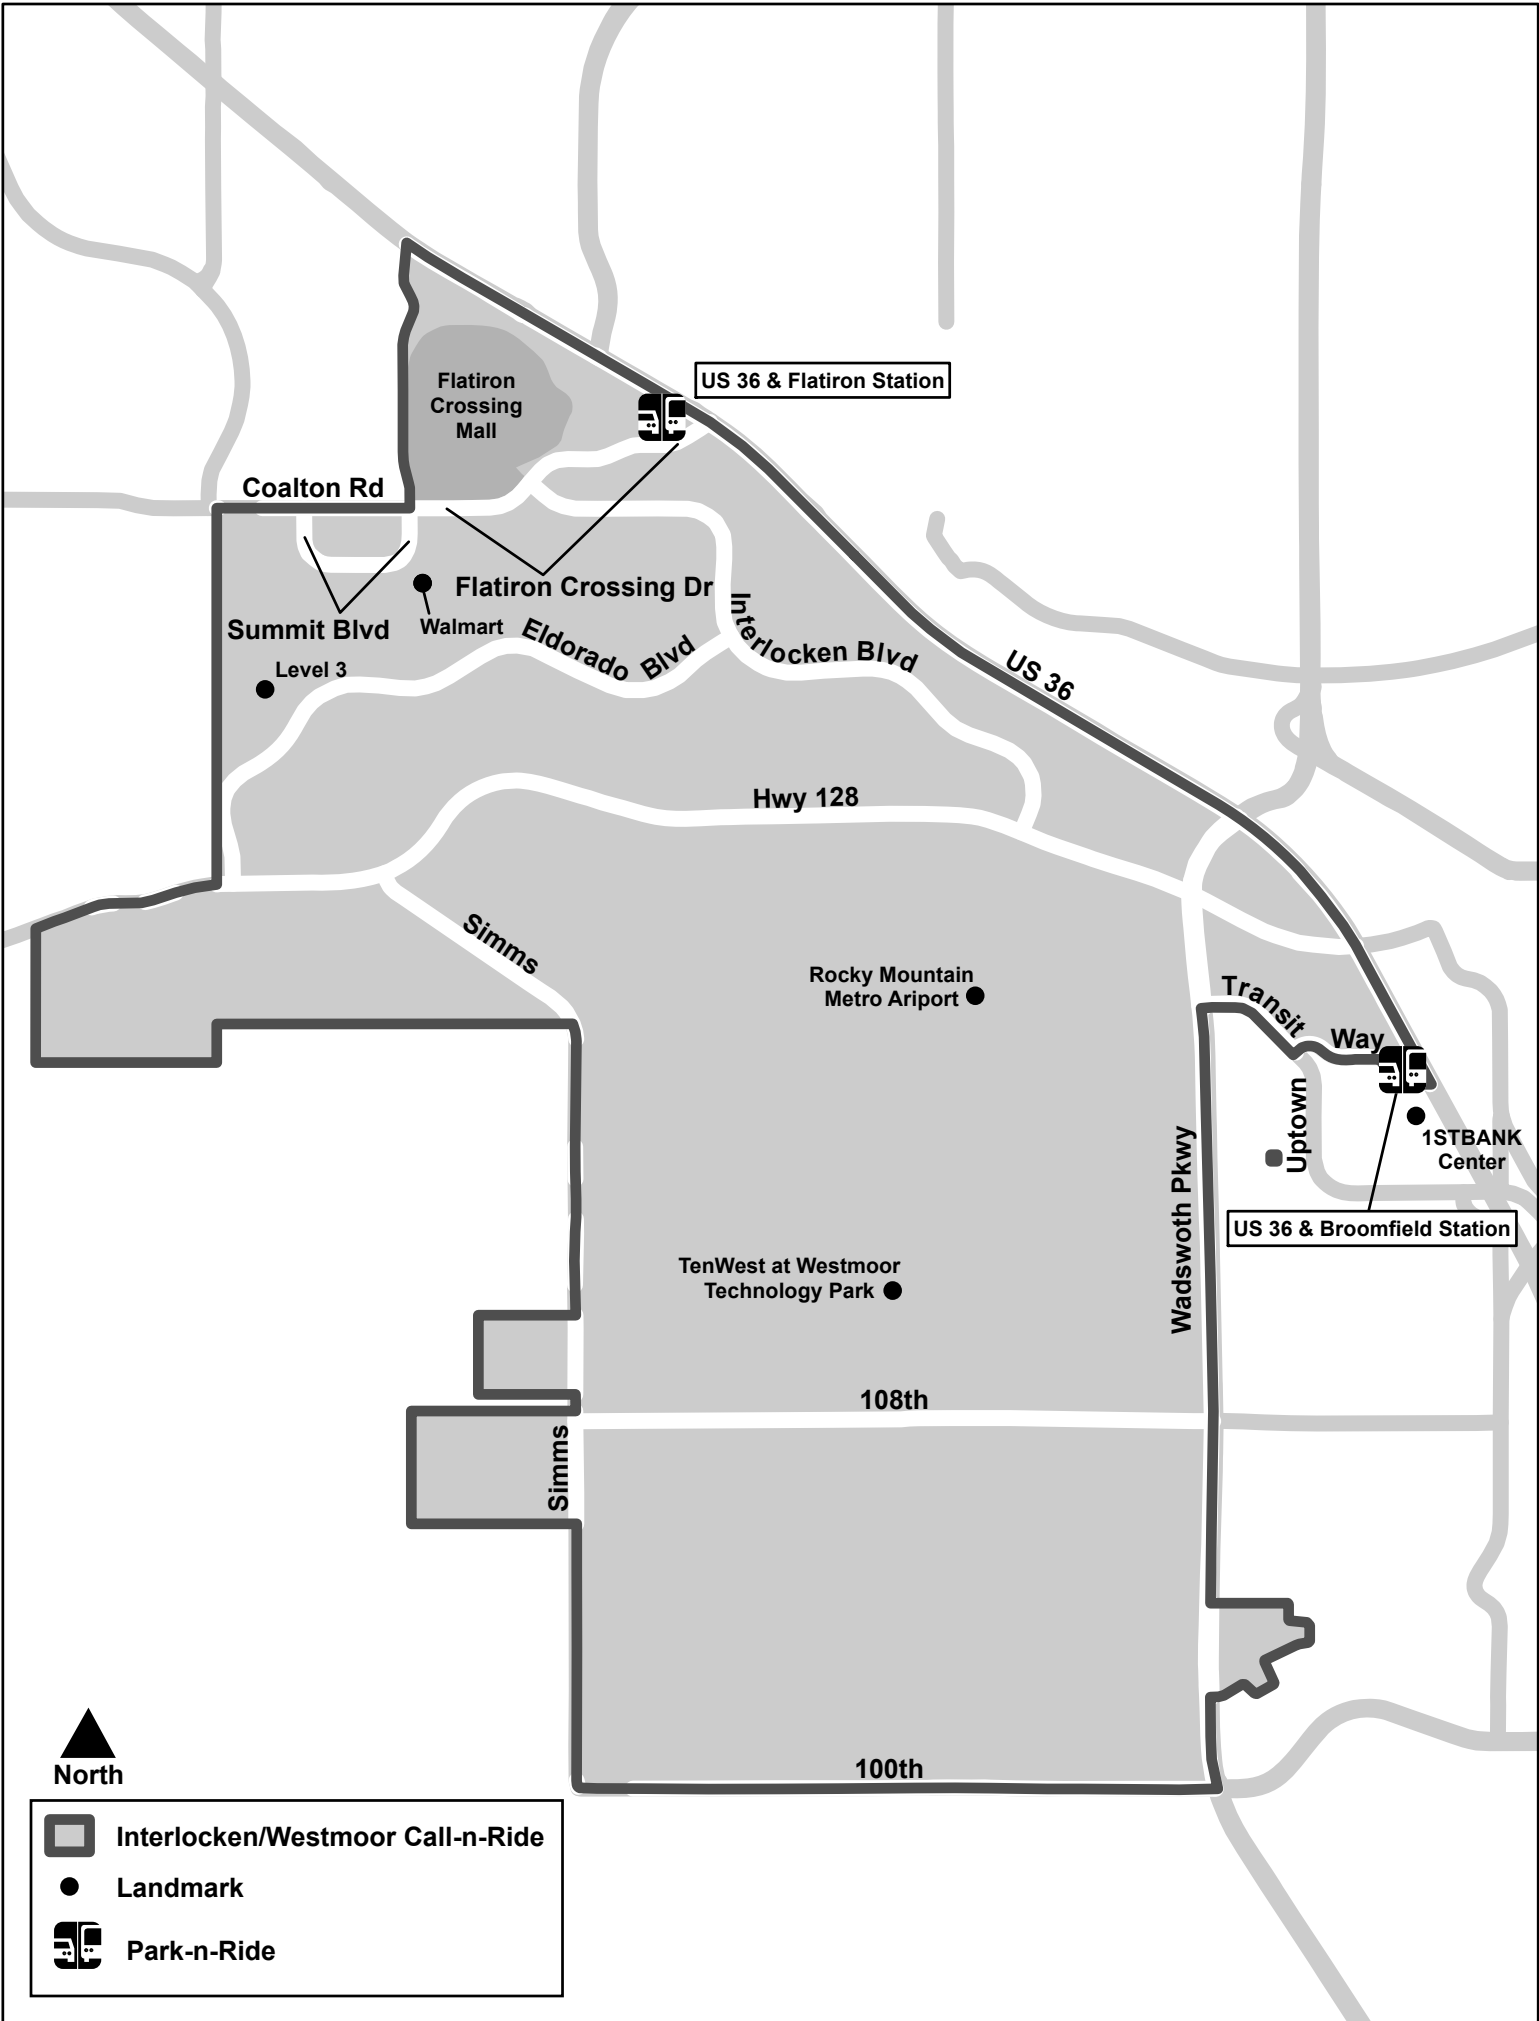 US 36 & Flatiron Station
Flatiron
Crossing
Mall
Coalton Rd
Flatiron Crossing Dr
Summit Blvd
Walmart
Level 3
Eldorado Blvd
Interlocken Blvd
US 36
Hwy 128
Simms
Rocky Mountain
Metro Ariport
Transit Way
Uptown
1STBANK
Center
Wadswoth Pkwy
US 36 & Broomfield Station
TenWest at Westmoor
Technology Park
108th
Simms
100th
North
Interlocken/Westmoor Call-n-Ride
Landmark
Park-n-Ride